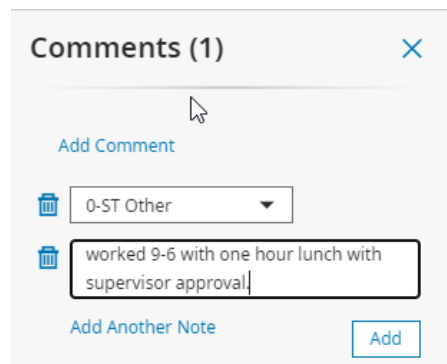 Comments (1)
Add Comment
0-ST Other
worked 9-6 with one hour lunch with
supervisor approval.
Add Another Note
Add